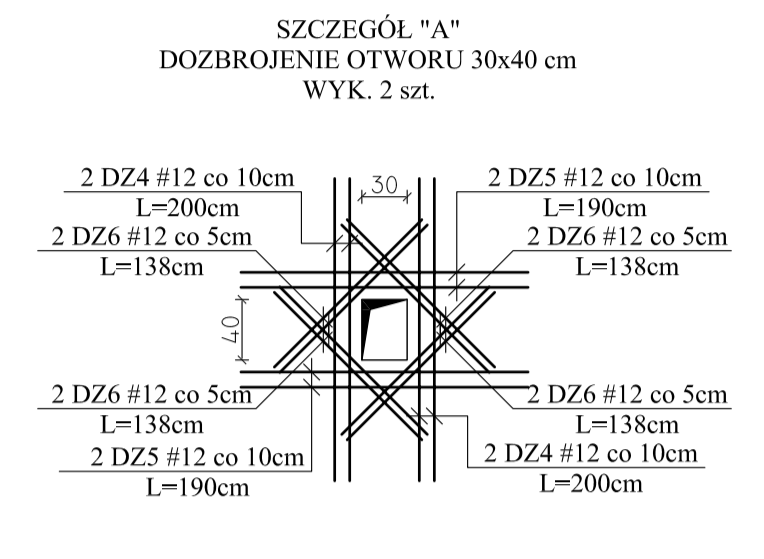 SZCZEGÓŁ "A"
DOZBROJENIE OTWORU 30x40 cm
WYK. 2 szt.
2 DZ4 #12 co 10cm
L=200cm
30
2 DZ5 #12 co 10cm
L=190cm
2 DZ6 #12 co 5cm
L=138cm
2 DZ6 #12 co 5cm
L=138cm
40
2 DZ6 #12 co 5cm
L=138cm
2 DZ6 #12 co 5cm
L=138cm
2 DZ5 #12 co 10cm
L=190cm
2 DZ4 #12 co 10cm
L=200cm